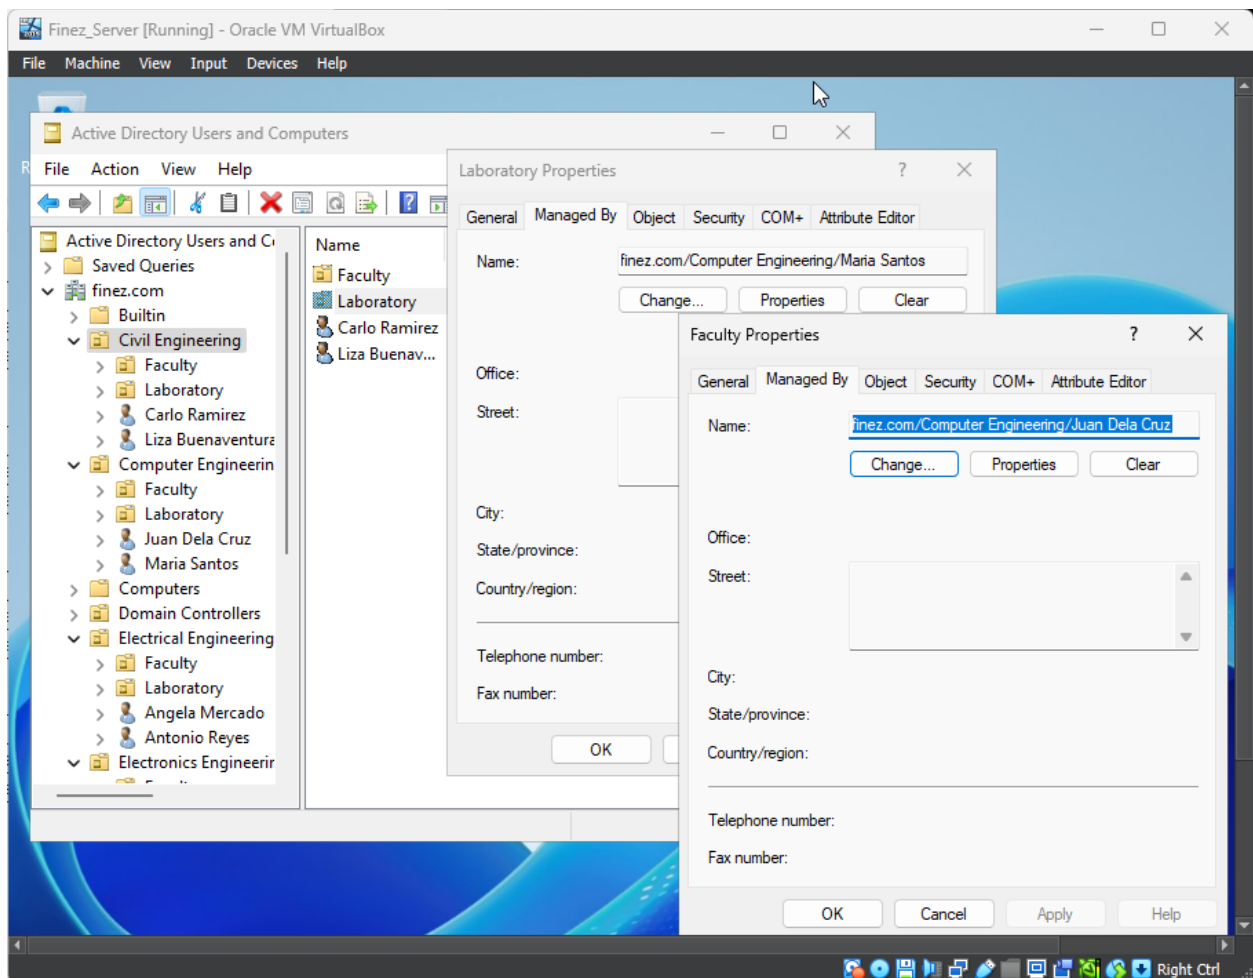 Finez_Server [Running] - Oracle VM VirtualBox
File Machine View Input Devices Help
Active Directory Users and Computers
File Action View Help
Active Directory Users and Co
Saved Queries
finez.com
Builtin
Civil Engineering
Faculty
Laboratory
Carlo Ramirez
Liza Buenaventura
Computer Engineerin
Faculty
Laboratory
Juan Dela Cruz
Maria Santos
Computers
Domain Controllers
Electrical Engineering
Faculty
Laboratory
Angela Mercado
Antonio Reyes
Electronics Engineerir
Name
Faculty
Laboratory
Carlo Ramirez
Liza Buenav...
Laboratory Properties
General Managed By Object Security COM+ Attribute Editor
Name: finez.com/Computer Engineering/Maria Santos
Change... Properties Clear
Office:
Street:
City:
State/province:
Country/region:
Telephone number:
Fax number:
OK
Faculty Properties
General Managed By Object Security COM+ Attribute Editor
Name: finez.com/Computer Engineering/Juan Dela Cruz
Change... Properties Clear
Office:
Street:
City:
State/province:
Country/region:
Telephone number:
Fax number:
OK Cancel Apply Help
Right Ctrl